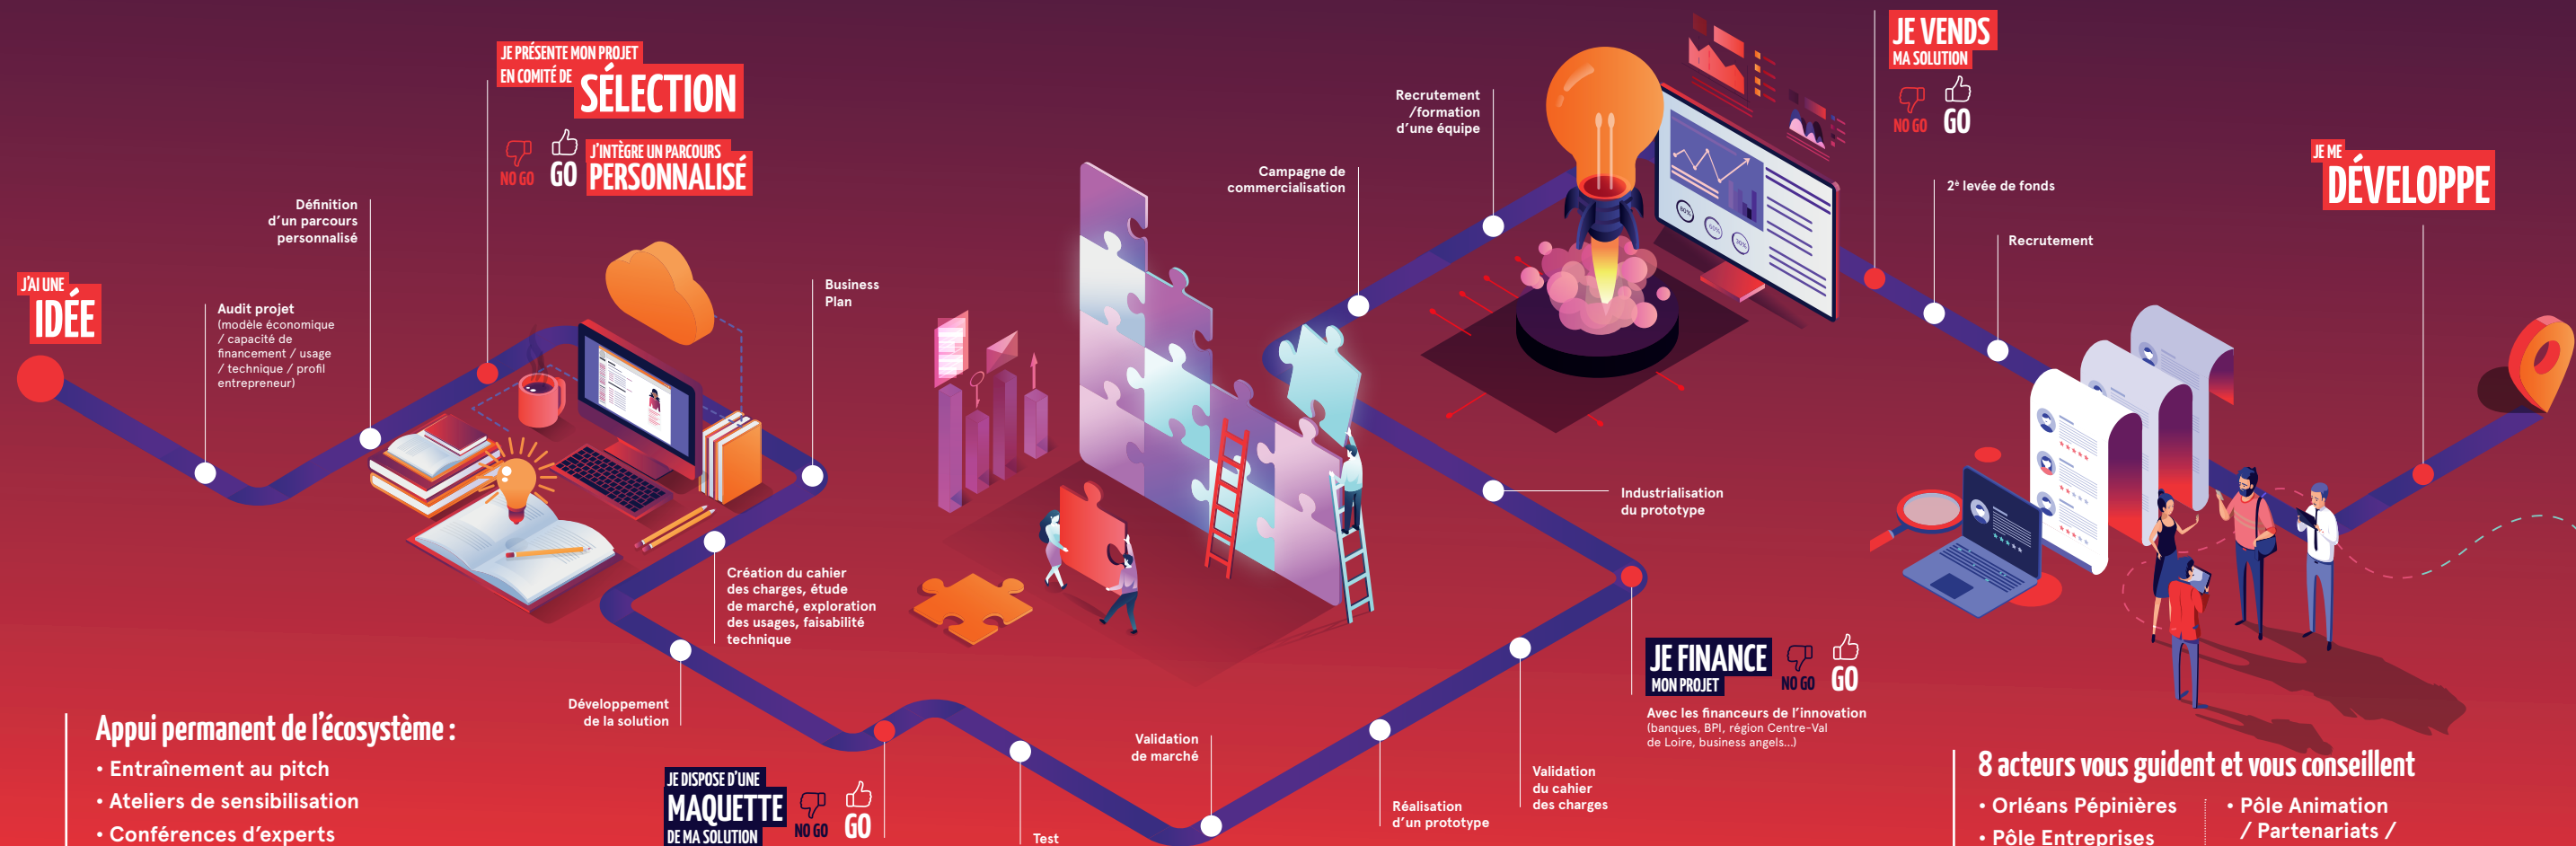 J'AI UNE
IDÉE
Audit projet
(modèle économique
/ capacité de
financement / usage
/ technique / profil
entrepreneur)
Définition
d'un parcours
personnalisé
JE PRÉSENTE MON PROJET
EN COMITÉ DE
SÉLECTION
NO GO
GO
J'INTÈGRE UN PARCOURS
PERSONNALISÉ
Business
Plan
Création du cahier
des charges, étude
de marché, exploration
des usages, faisabilité
technique
Développement
de la solution
JE DISPOSE D'UNE
MAQUETTE
DE MA SOLUTION
NO GO
GO
Test
Validation
de marché
Réalisation
d'un prototype
Validation
du cahier
des charges
JE FINANCE
MON PROJET
NO GO
GO
Avec les financeurs de l'innovation
(banques, BPI, région Centre-Val
de Loire, business angels...)
Industrialisation
du prototype
Campagne de
commercialisation
Recrutement
/formation
d'une équipe
JE VENDS
MA SOLUTION
NO GO
GO
2è levée de fonds
Recrutement
JE ME
DÉVELOPPE
Appui permanent de l'écosystème :
• Entraînement au pitch
• Ateliers de sensibilisation
• Conférences d'experts
8 acteurs vous guident et vous conseillent
• Orléans Pépinières
• Pôle Entreprises
• Pôle Animation
/ Partenariats /